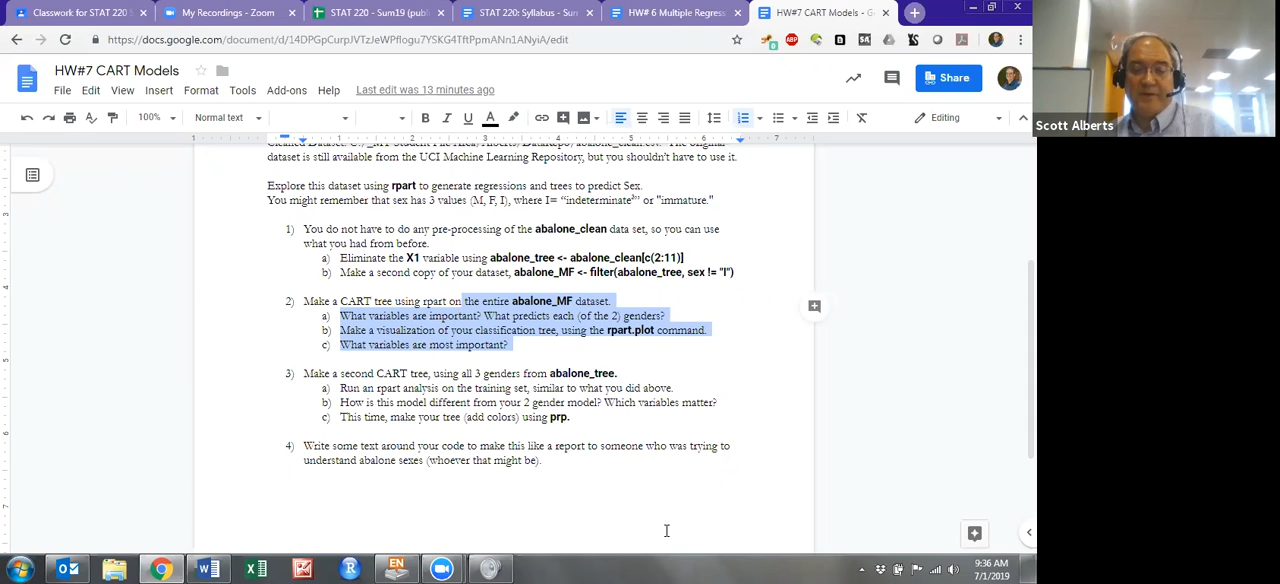 Classwork for STAT 220 S
My Recordings - Zoom
STAT 220 - Sum19 (publ
STAT 220: Syllabus - Sum
HW# 6 Multiple Regress
HW#7 CART Models - G
https://docs.google.com/document/d/14DPGpCurpJVTzJeWPflogu7YSKG4TftPpmANn1ANyiA/edit
HW#7 CART Models
File Edit View Insert Format Tools Add-ons Help Last edit was 13 minutes ago
Share
100% Normal text B I U A Editing
Scott Alberts
1 1 2 3 4 5 6 7
dataset is still available from the UCI Machine Learning Repository, but you shouldn't have to use it.
Explore this dataset using rpart to generate regressions and trees to predict Sex.
You might remember that sex has 3 values (M, F, I), where I= "indeterminate" or "immature."
1) You do not have to do any pre-processing of the abalone_clean data set, so you can use
what you had from before.
a) Eliminate the X1 variable using abalone_tree <- abalone_clean[c(2:11)]
b) Make a second copy of your dataset, abalone_MF <- filter(abalone_tree, sex != "I")
2) Make a CART tree using rpart on the entire abalone_MF dataset.
a) What variables are important? What predicts each (of the 2) genders?
b) Make a visualization of your classification tree, using the rpart.plot command.
c) What variables are most important?
3) Make a second CART tree, using all 3 genders from abalone_tree.
a) Run an rpart analysis on the training set, similar to what you did above.
b) How is this model different from your 2 gender model? Which variables matter?
c) This time, make your tree (add colors) using prp.
4) Write some text around your code to make this like a report to someone who was trying to
understand abalone sexes (whoever that might be).
9:36 AM
7/1/2019